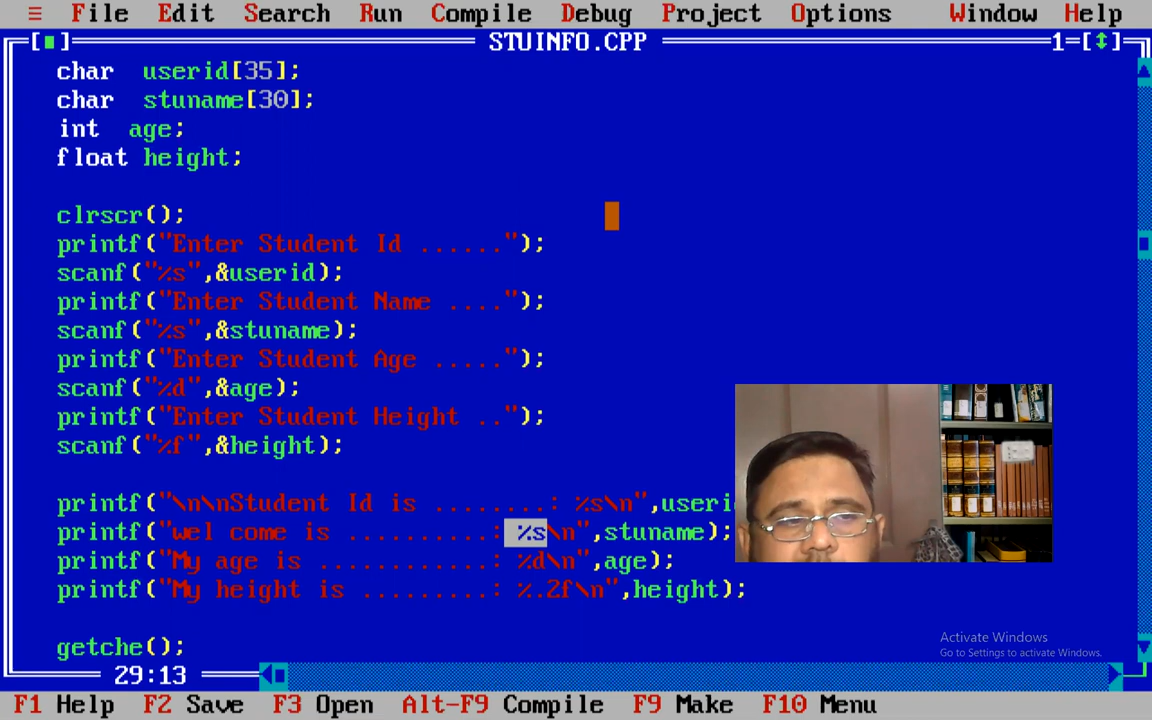 ≡ File Edit Search Run Compile Debug Project Options Window Help
[■] STUINFO.CPP 1=[↕]
char userid[35];
char stuname[30];
int age;
float height;
clrscr();
printf("Enter Student Id ......");
scanf("%s",&userid);
printf("Enter Student Name ....");
scanf("%s",&stuname);
printf("Enter Student Age .....");
scanf("%d",&age);
printf("Enter Student Height ..");
scanf("%f",&height);
printf("\n\nStudent Id is ........: %s\n",useri
printf("wel come is ..........: %s\n",stuname);
printf("My age is ............: %d\n",age);
printf("My height is .........: %.2f\n",height);
getche();
29:13
Activate Windows
Go to Settings to activate Windows.
F1 Help F2 Save F3 Open Alt-F9 Compile F9 Make F10 Menu